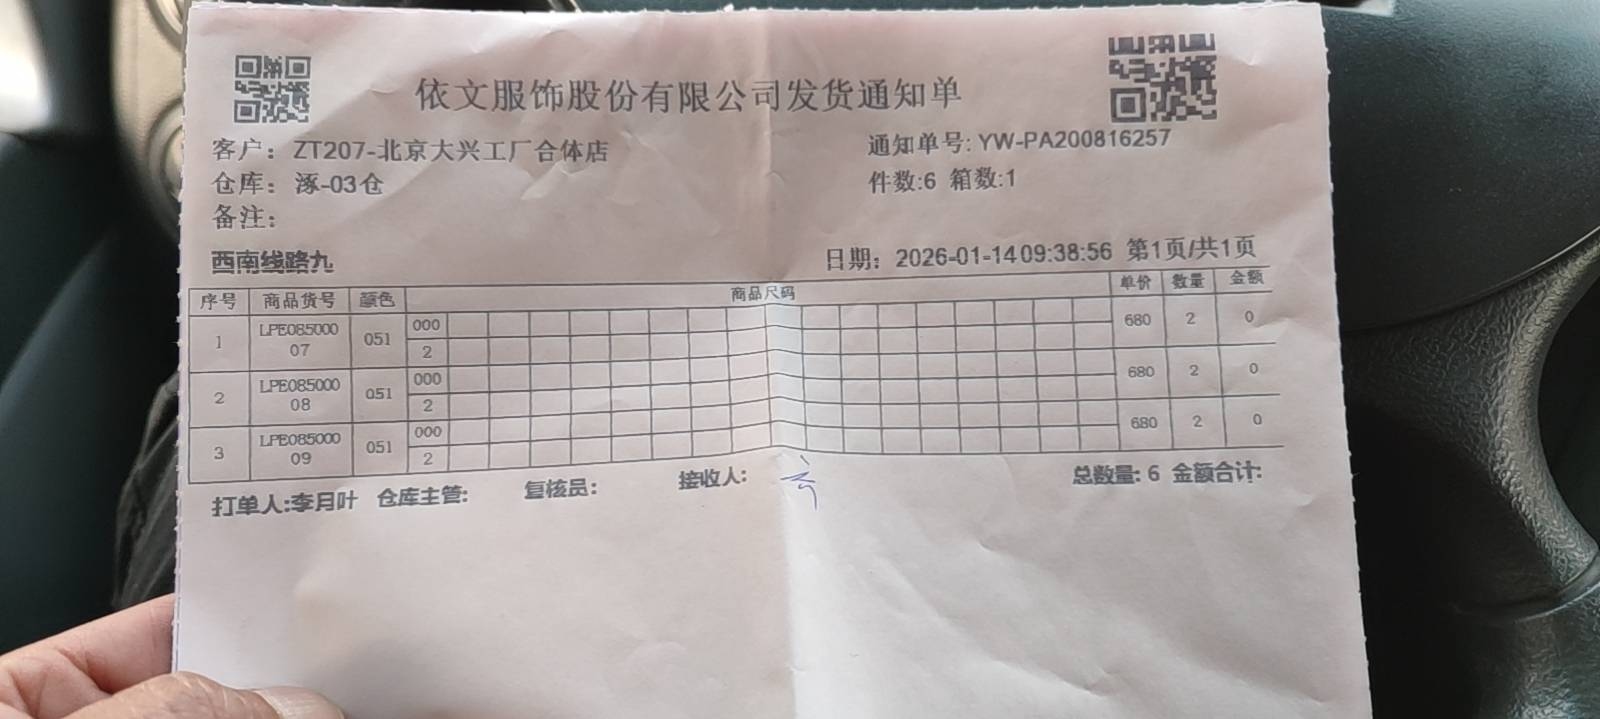 依文服饰股份有限公司发货通知单
客户：ZT207-北京大兴工厂合体店 通知单号: YW-PA200816257
仓库：涿-03仓 件数:6 箱数:1
备注：
西南线路九 日期：2026-01-14 09:38:56 第1页/共1页
序号 商品货号 颜色 商品尺码 单价 数量 金额
1 LPE08500007 051 000 680 2 0
2
2 LPE08500008 051 000 680 2 0
2
3 LPE08500009 051 000 680 2 0
2
打单人:李月叶 仓库主管: 复核员: 接收人: 总数量: 6 金额合计: